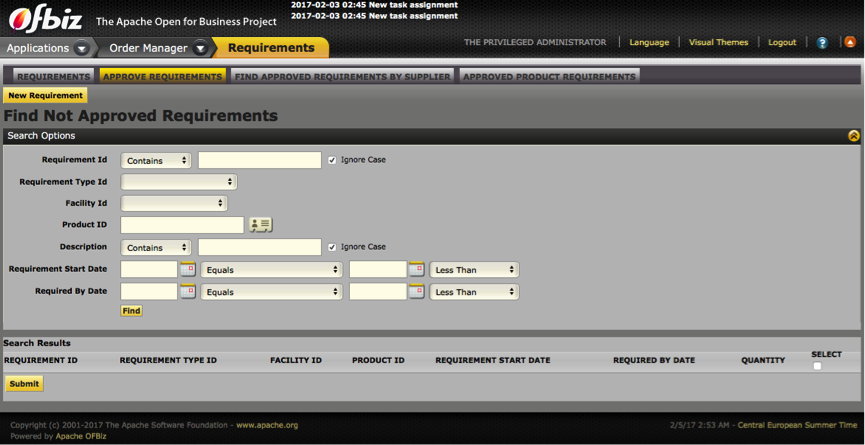 2017-02-03 02:45 New task assignment
2017-02-03 02:45 New task assignment
Ofbiz The Apache Open for Business Project
Applications Order Manager Requirements THE PRIVILEGED ADMINISTRATOR Language Visual Themes Logout ?
REQUIREMENTS APPROVE REQUIREMENTS FIND APPROVED REQUIREMENTS BY SUPPLIER APPROVED PRODUCT REQUIREMENTS
New Requirement
Find Not Approved Requirements
Search Options
Requirement Id Contains Ignore Case
Requirement Type Id
Facility Id
Product ID
Description Contains Ignore Case
Requirement Start Date Equals Less Than
Required By Date Equals Less Than
Find
Search Results
REQUIREMENT ID REQUIREMENT TYPE ID FACILITY ID PRODUCT ID REQUIREMENT START DATE REQUIRED BY DATE QUANTITY SELECT
Submit
Copyright (c) 2001-2017 The Apache Software Foundation - www.apache.org 2/5/17 2:53 AM - Central European Summer Time
Powered by Apache OFBiz